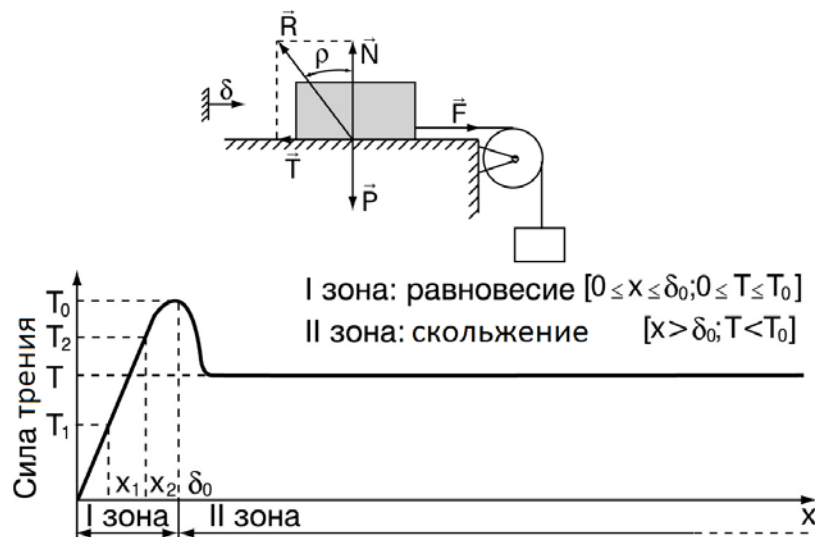 R⃗
ρ
N⃗
δ
F⃗
T⃗
P⃗
Сила трения
T₀
T₂
T
T₁
I зона: равновесие [0 ≤ x ≤ δ₀; 0 ≤ T ≤ T₀]
II зона: скольжение [x > δ₀; T < T₀]
x₁ x₂ δ₀
x
I зона II зона